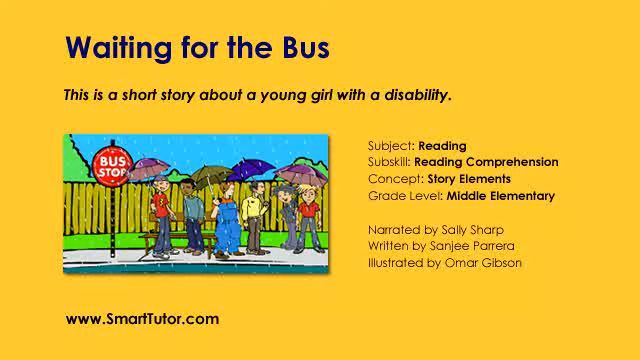 Waiting for the Bus
This is a short story about a young girl with a disability.
BUS
STOP
Subject: Reading
Subskill: Reading Comprehension
Concept: Story Elements
Grade Level: Middle Elementary
Narrated by Sally Sharp
Written by Sanjee Parrera
Illustrated by Omar Gibson
www.SmartTutor.com